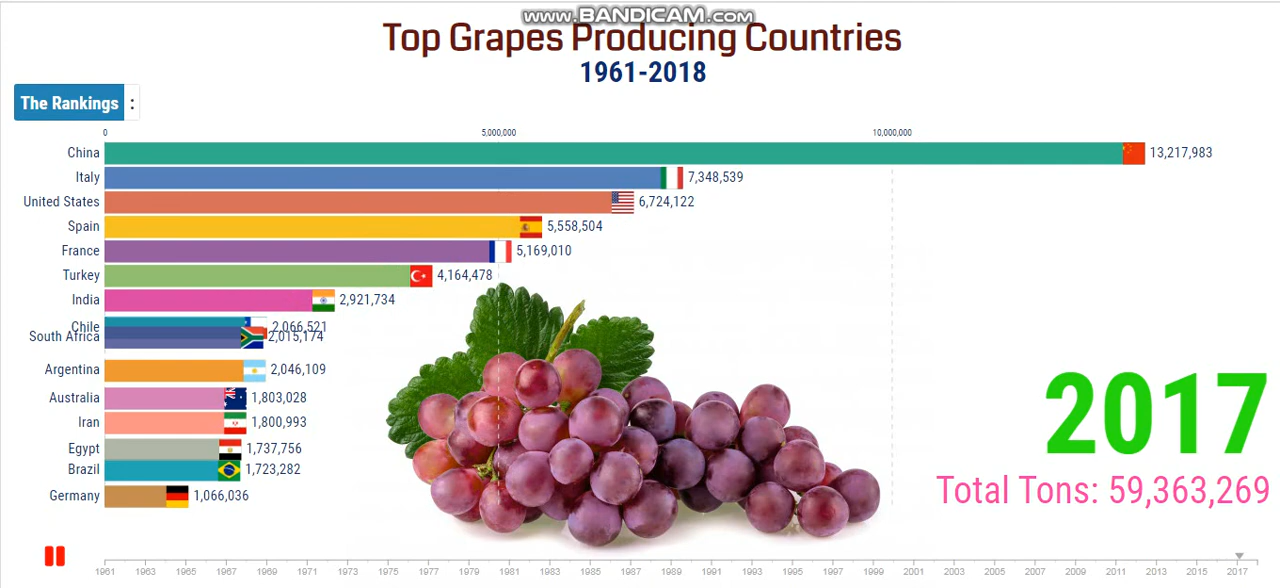 www.BANDICAM.com
Top Grapes Producing Countries
1961-2018
The Rankings :
0 5,000,000 10,000,000
China 13,217,983
Italy 7,348,539
United States 6,724,122
Spain 5,558,504
France 5,169,010
Turkey 4,164,478
India 2,921,734
Chile 2,066,521
South Africa 2,015,174
Argentina 2,046,109
Australia 1,803,028
Iran 1,800,993
Egypt 1,737,756
Brazil 1,723,282
Germany 1,066,036
2017
Total Tons: 59,363,269
1961 1963 1965 1967 1969 1971 1973 1975 1977 1979 1981 1983 1985 1987 1989 1991 1993 1995 1997 1999 2001 2003 2005 2007 2009 2011 2013 2015 2017